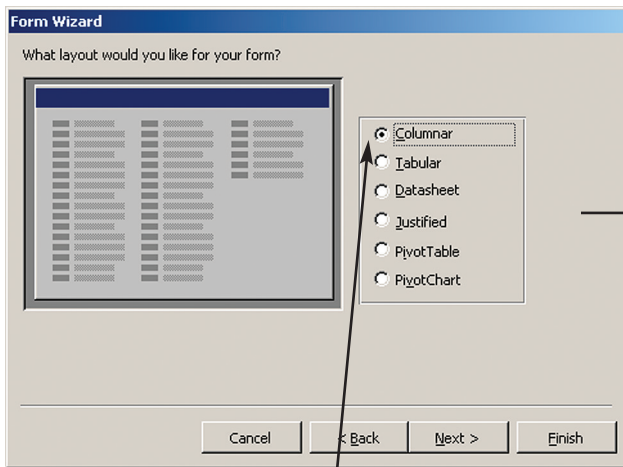 Form Wizard
What layout would you like for your form?
Columnar
Tabular
Datasheet
Justified
PivotTable
PivotChart
Cancel
< Back
Next >
Finish